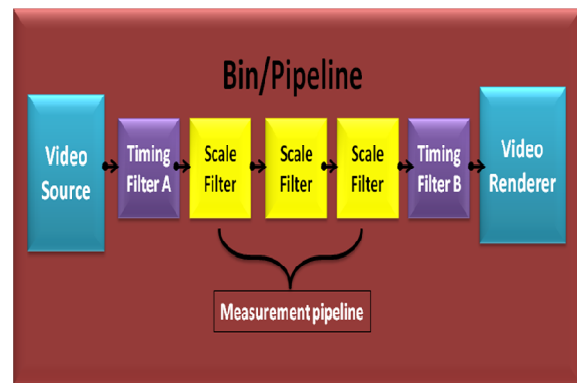 Bin/Pipeline
Video
Source
Timing
Filter A
Scale
Filter
Scale
Filter
Scale
Filter
Timing
Filter B
Video
Renderer
Measurement pipeline